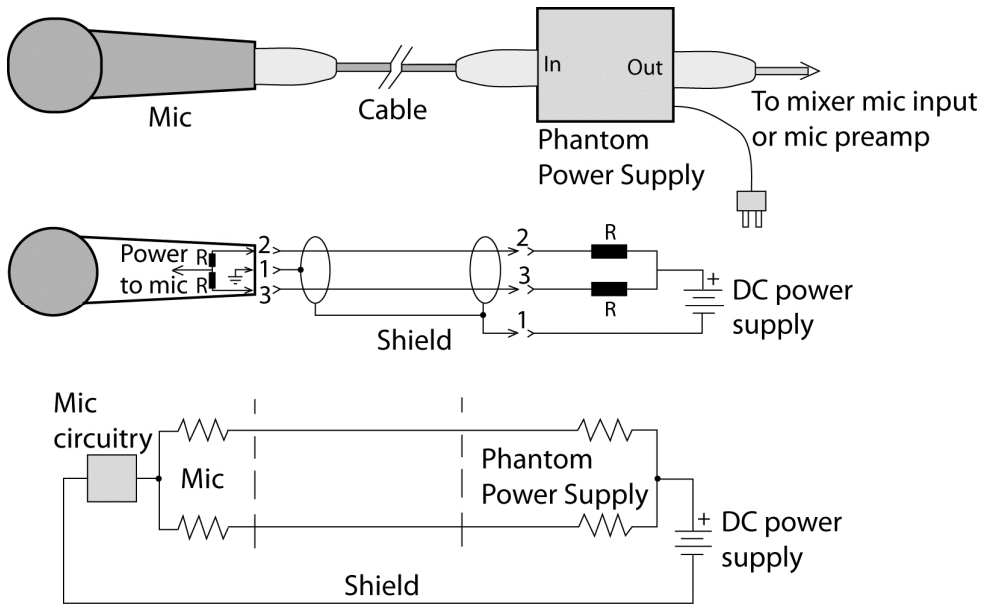 In
Out
Mic
Cable
To mixer mic input
or mic preamp
Phantom
Power Supply
Power
to mic
R
R
2
1
3
2
3
1
R
R
+
DC power
supply
Shield
Mic
circuitry
Mic
Phantom
Power Supply
+
DC power
supply
Shield